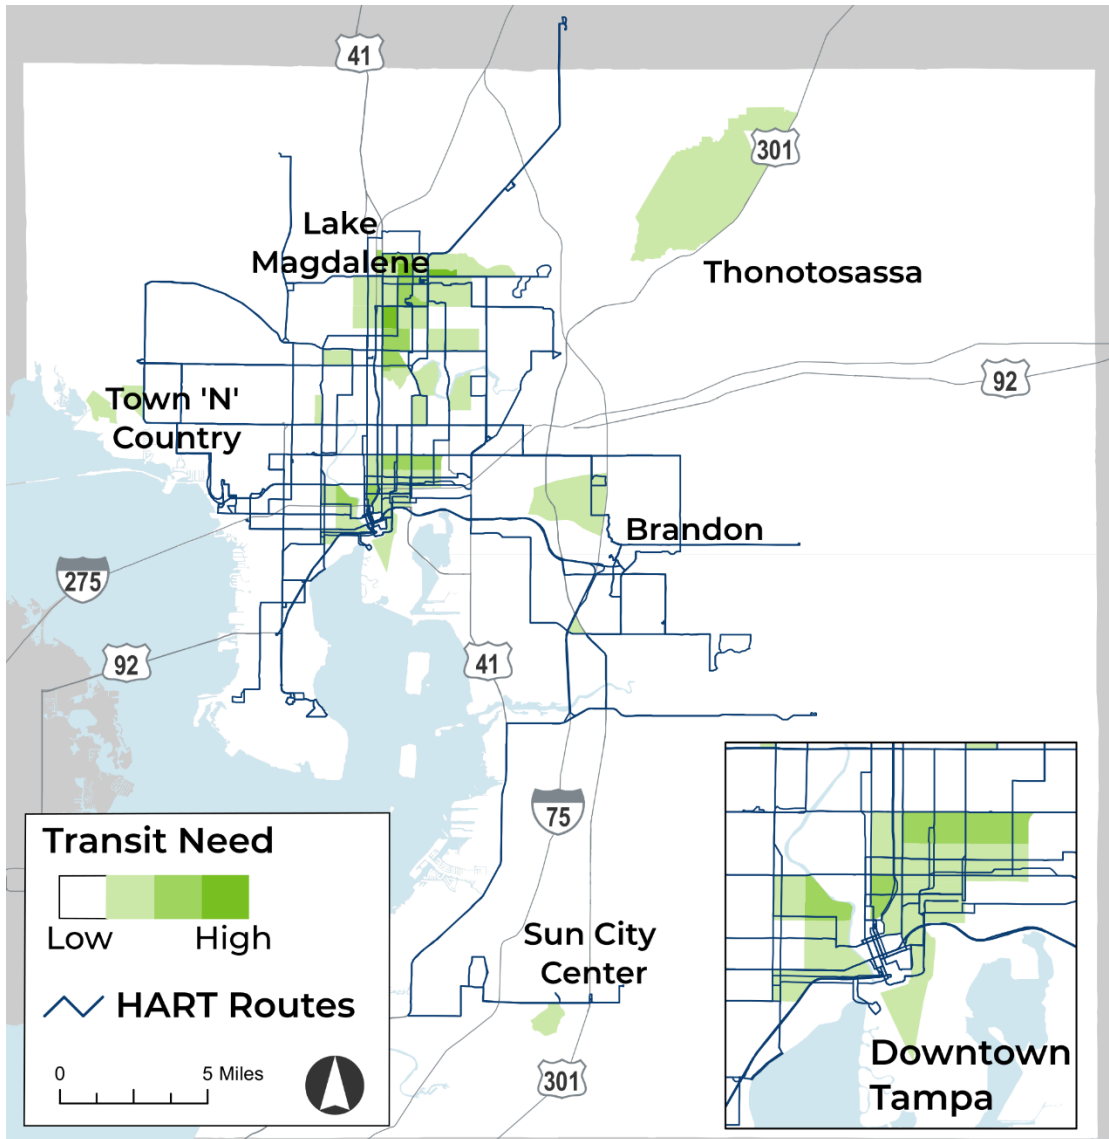 41
301
Lake
Magdalene
Thonotosassa
92
Town 'N'
Country
Brandon
275
92
41
75
Transit Need
Low High
HART Routes
0 5 Miles
Sun City
Center
301
Downtown
Tampa